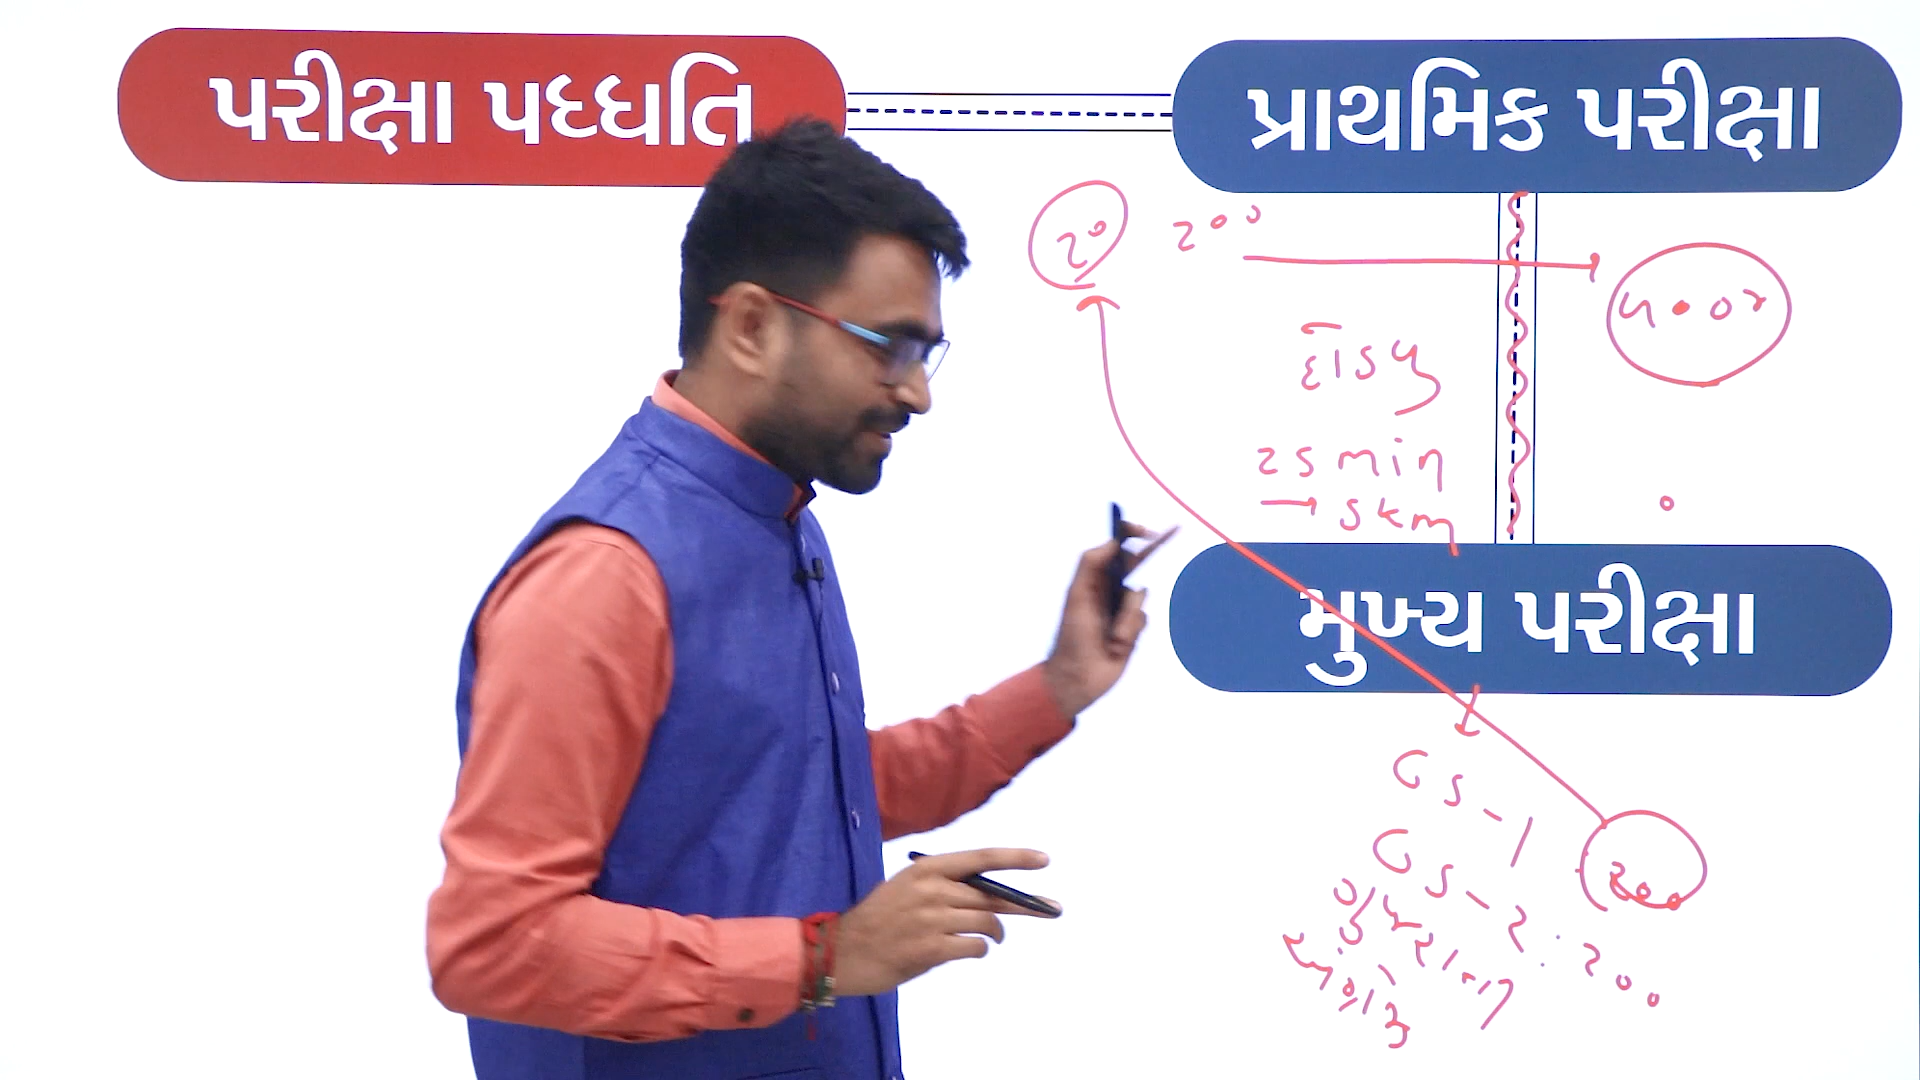 પરીક્ષા પધ્ધતિ
પ્રાથમિક પરીક્ષા
૨૦
૨૦૦
દોડવુ
25 min
→ 5 km
મુખ્ય પરીક્ષા
GS-1
૨૦૦
GS-2 : ૨૦૦
ગુજરાતી
અંગ્રેજી